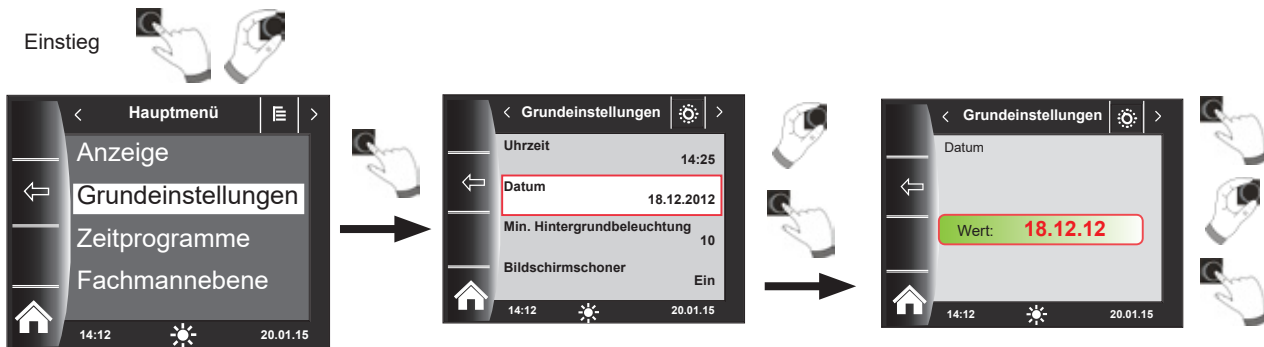 Einstieg
Hauptmenü
Anzeige
Grundeinstellungen
Zeitprogramme
Fachmannebene
14:12 20.01.15
Grundeinstellungen
Uhrzeit
14:25
Datum
18.12.2012
Min. Hintergrundbeleuchtung
10
Bildschirmschoner
Ein
14:12 20.01.15
Grundeinstellungen
Datum
Wert: 18.12.12
14:12 20.01.15